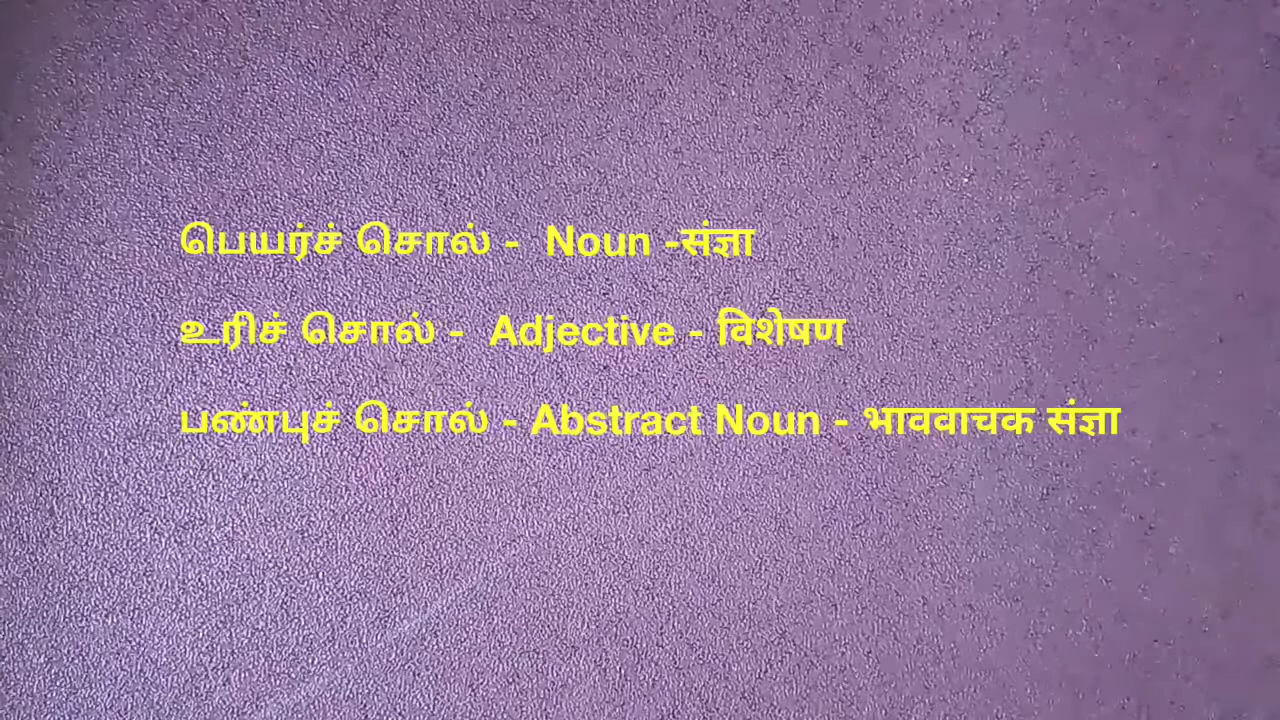 பெயர்ச் சொல் - Noun -संज्ञा
உரிச் சொல் - Adjective - विशेषण
பண்புச் சொல் - Abstract Noun - भाववाचक संज्ञा